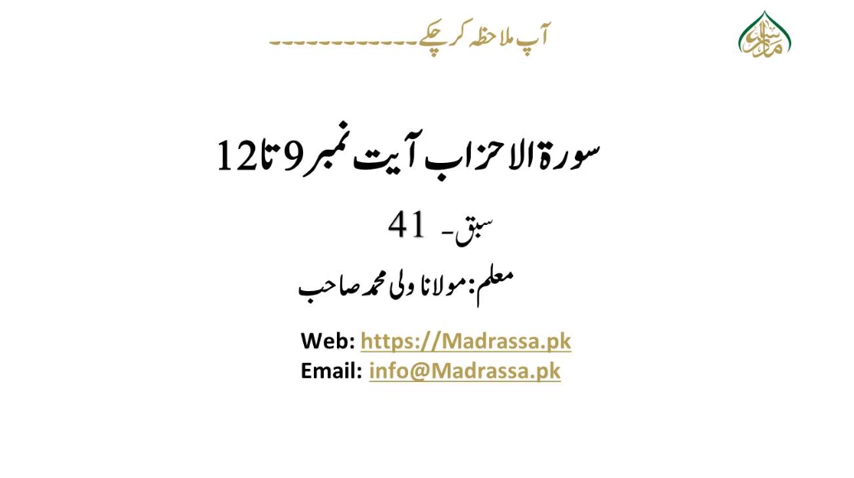 آپ ملاحظہ کر چکے ------------
سورۃ الاحزاب آیت نمبر 9 تا 12
سبق۔ 41
معلم: مولانا ولی محمد صاحب
Web: https://Madrassa.pk
Email: info@Madrassa.pk